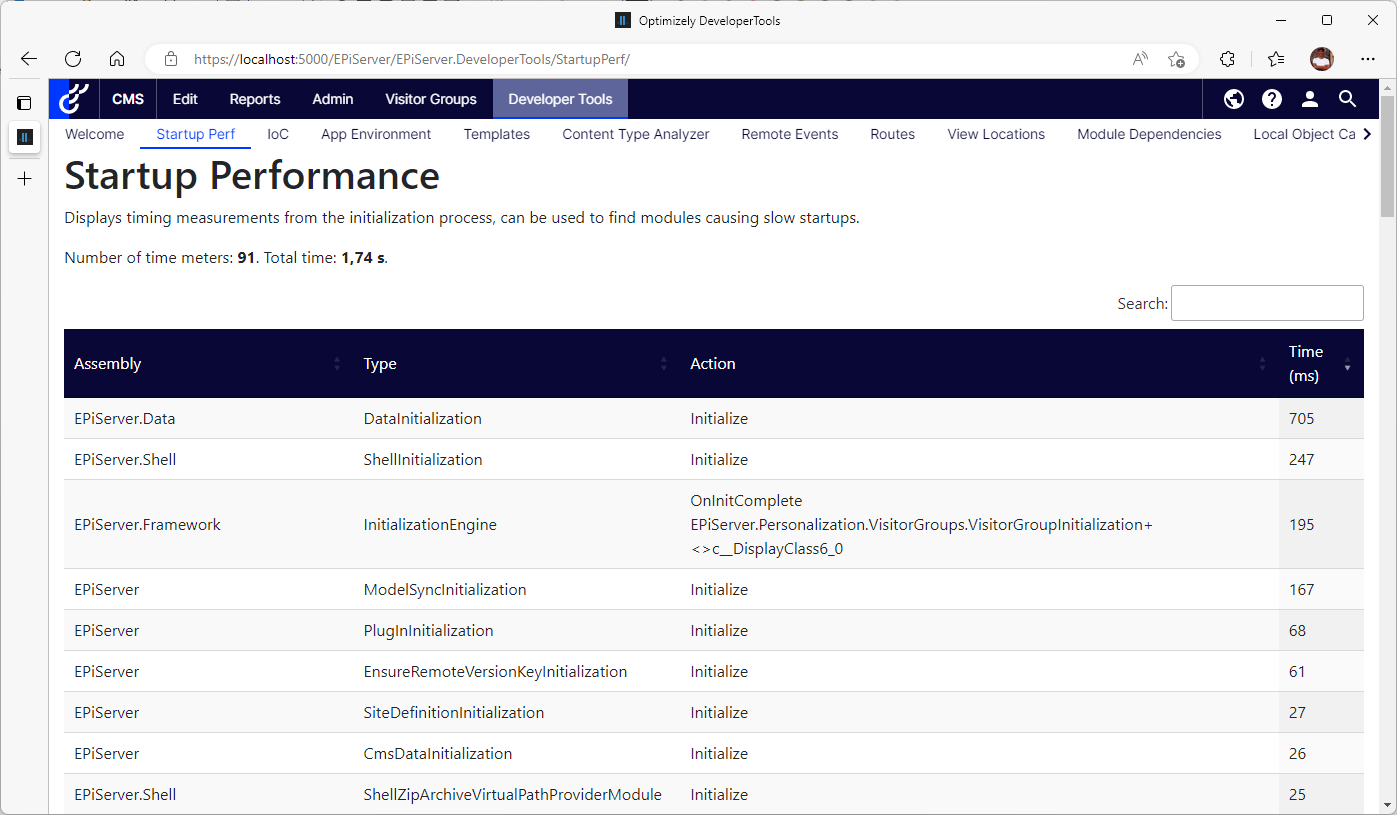 Optimizely DeveloperTools
https://localhost:5000/EPiServer/EPiServer.DeveloperTools/StartupPerf/
CMS Edit Reports Admin Visitor Groups Developer Tools
Welcome Startup Perf IoC App Environment Templates Content Type Analyzer Remote Events Routes View Locations Module Dependencies Local Object Ca
Startup Performance
Displays timing measurements from the initialization process, can be used to find modules causing slow startups.
Number of time meters: 91. Total time: 1,74 s.
Search:
Assembly Type Action Time (ms)
EPiServer.Data DataInitialization Initialize 705
EPiServer.Shell ShellInitialization Initialize 247
EPiServer.Framework InitializationEngine OnInitComplete
EPiServer.Personalization.VisitorGroups.VisitorGroupInitialization+
<>c__DisplayClass6_0 195
EPiServer ModelSyncInitialization Initialize 167
EPiServer PlugInInitialization Initialize 68
EPiServer EnsureRemoteVersionKeyInitialization Initialize 61
EPiServer SiteDefinitionInitialization Initialize 27
EPiServer CmsDataInitialization Initialize 26
EPiServer.Shell ShellZipArchiveVirtualPathProviderModule Initialize 25